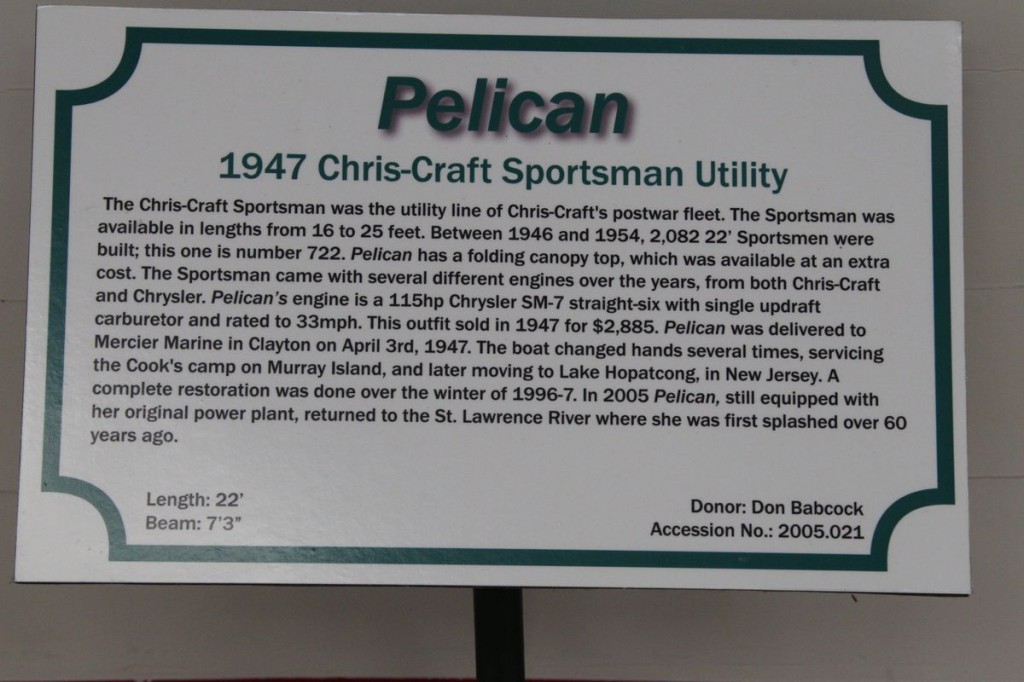 Pelican
1947 Chris-Craft Sportsman Utility
The Chris-Craft Sportsman was the utility line of Chris-Craft's postwar fleet. The Sportsman was
available in lengths from 16 to 25 feet. Between 1946 and 1954, 2,082 22’ Sportsmen were
built; this one is number 722. Pelican has a folding canopy top, which was available at an extra
cost. The Sportsman came with several different engines over the years, from both Chris-Craft
and Chrysler. Pelican’s engine is a 115hp Chrysler SM-7 straight-six with single updraft
carburetor and rated to 33mph. This outfit sold in 1947 for $2,885. Pelican was delivered to
Mercier Marine in Clayton on April 3rd, 1947. The boat changed hands several times, servicing
the Cook's camp on Murray Island, and later moving to Lake Hopatcong, in New Jersey. A
complete restoration was done over the winter of 1996-7. In 2005 Pelican, still equipped with
her original power plant, returned to the St. Lawrence River where she was first splashed over 60
years ago.
Length: 22’
Beam: 7’3”
Donor: Don Babcock
Accession No.: 2005.021